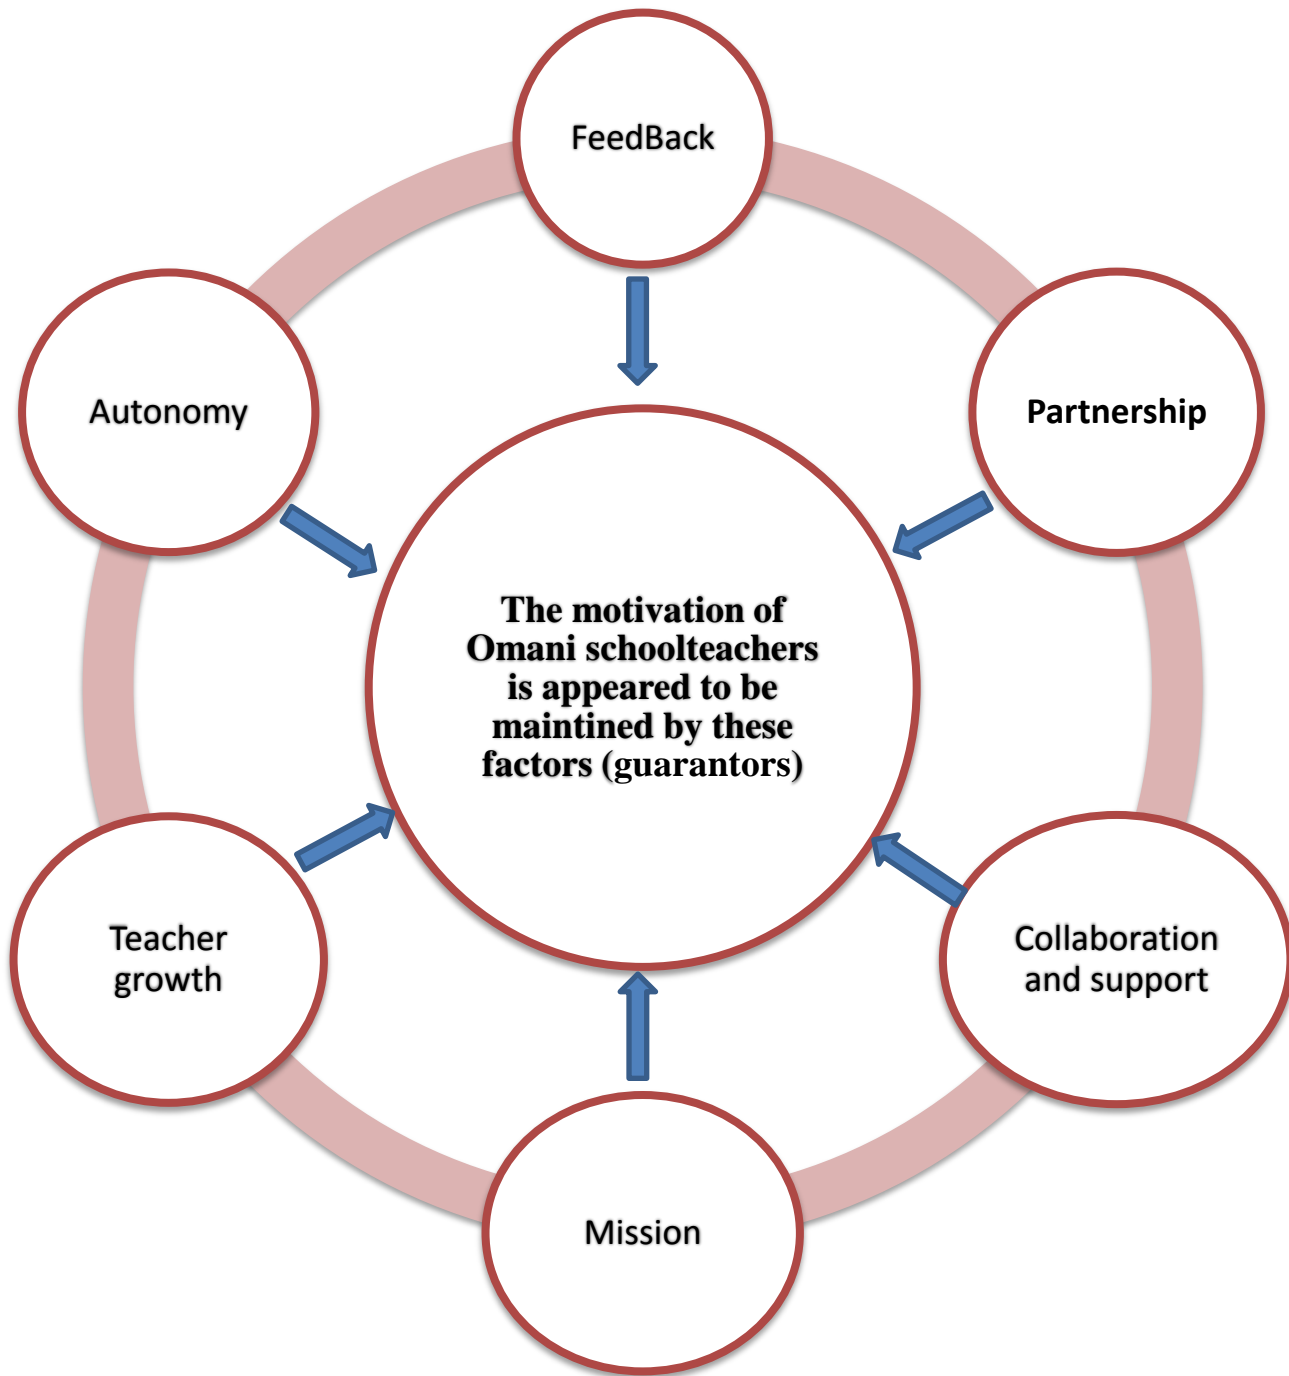 FeedBack
Autonomy
Partnership
The motivation of
Omani schoolteachers
is appeared to be
maintined by these
factors (guarantors)
Teacher
growth
Collaboration
and support
Mission